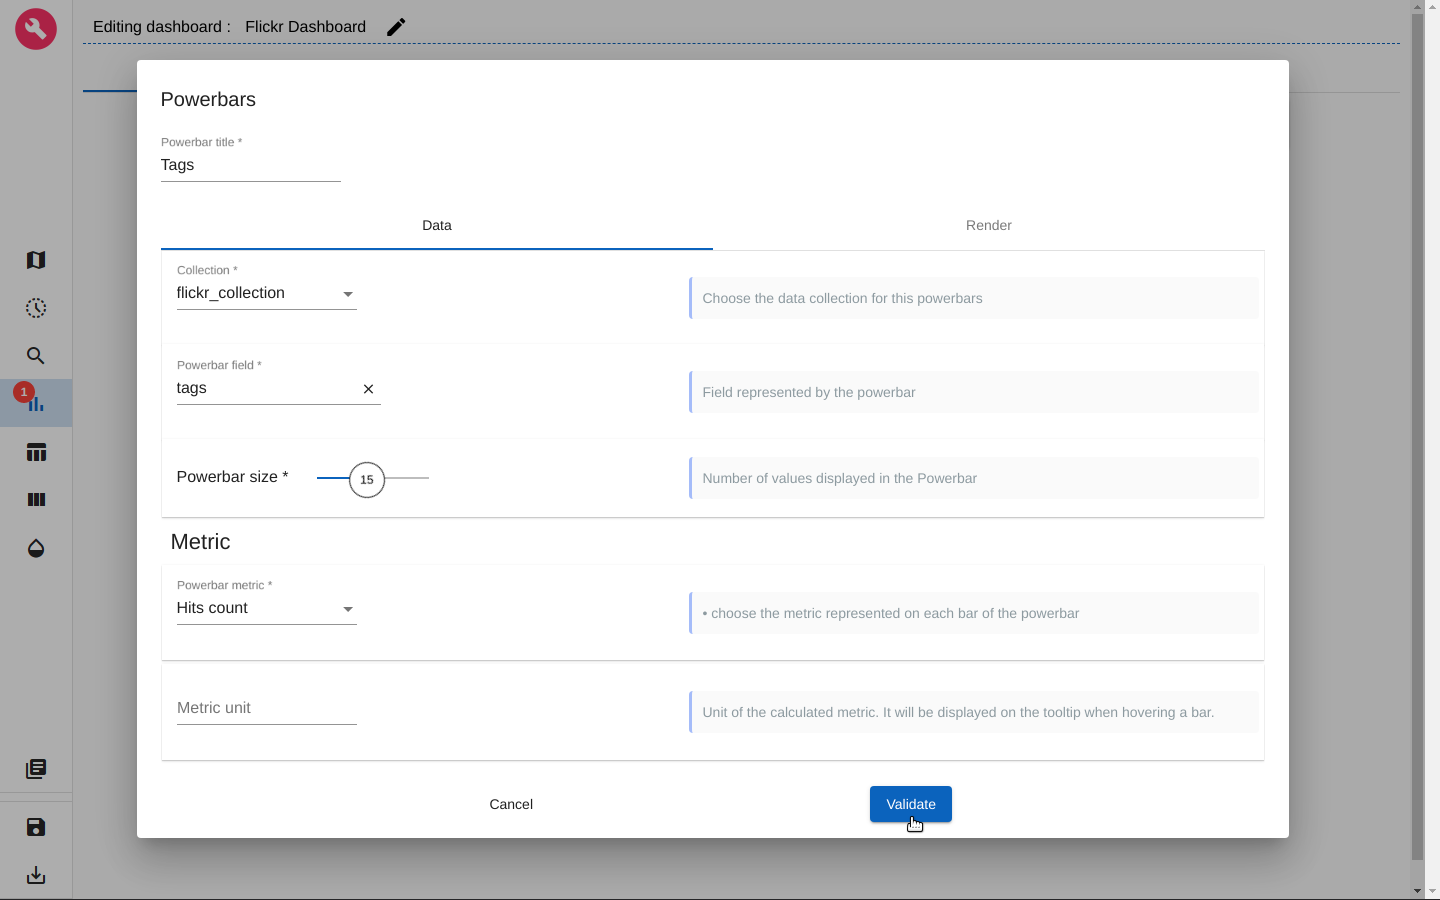 Editing dashboard : Flickr Dashboard
Powerbars
Powerbar title *
Tags
Data Render
Collection *
flickr_collection
Choose the data collection for this powerbars
Powerbar field *
tags
Field represented by the powerbar
1
Powerbar size * 15
Number of values displayed in the Powerbar
Metric
Powerbar metric *
Hits count
• choose the metric represented on each bar of the powerbar
Metric unit
Unit of the calculated metric. It will be displayed on the tooltip when hovering a bar.
Cancel Validate